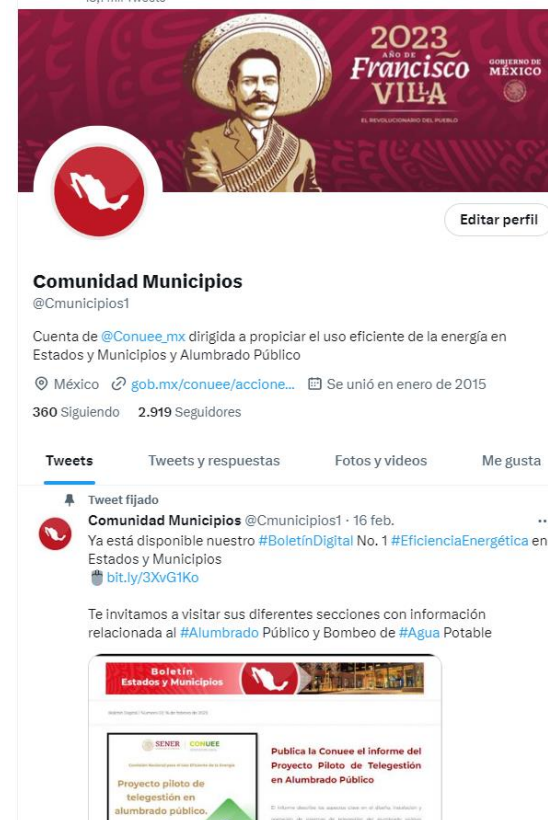 2023
AÑO DE
Francisco
VILLA
EL REVOLUCIONARIO DEL PUEBLO
GOBIERNO DE
MÉXICO
Editar perfil
Comunidad Municipios
@Cmunicipios1
Cuenta de @Conuee_mx dirigida a propiciar el uso eficiente de la energía en
Estados y Municipios y Alumbrado Público
México gob.mx/conuee/accione... Se unió en enero de 2015
360 Siguiendo 2.919 Seguidores
Tweets Tweets y respuestas Fotos y videos Me gusta
Tweet fijado
Comunidad Municipios @Cmunicipios1 · 16 feb.
Ya está disponible nuestro #BoletínDigital No. 1 #EficienciaEnergética en
Estados y Municipios
bit.ly/3XvG1Ko
Te invitamos a visitar sus diferentes secciones con información
relacionada al #Alumbrado Público y Bombeo de #Agua Potable
Boletín
Estados y Municipios
SENER CONUEE
Proyecto piloto de
telegestión en
alumbrado público.
Publica la Conuee el informe del
Proyecto Piloto de Telegestión
en Alumbrado Público